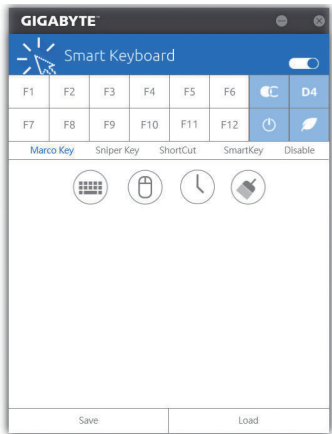 GIGABYTE™
Smart Keyboard
F1 F2 F3 F4 F5 F6 D4
F7 F8 F9 F10 F11 F12
Marco Key Sniper Key ShortCut SmartKey Disable
Save Load